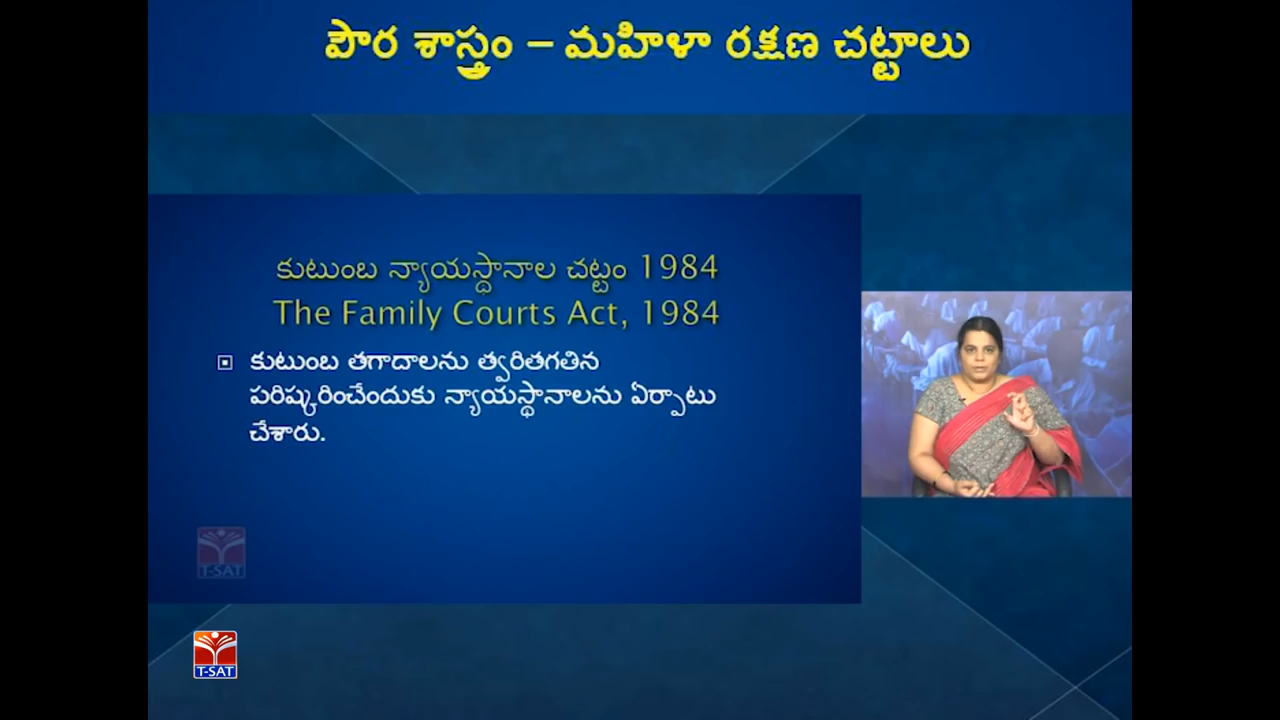 పౌర శాస్త్రం – మహిళా రక్షణ చట్టాలు
కుటుంబ న్యాయస్థానాల చట్టం 1984
The Family Courts Act, 1984
కుటుంబ తగాదాలను త్వరితగతిన
పరిష్కరించేందుకు న్యాయస్థానాలను ఏర్పాటు
చేశారు.
T-SAT
T-SAT